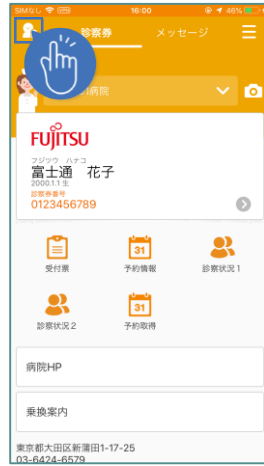 SIMなし 16:00 46%
診察券 メッセージ
病院
FUJITSU
フジツウ ハナコ
富士通 花子
2000.1.1 生
診察券番号
0123456789
受付票 31 予約情報 診察状況1
診察状況2 31 予約取得
病院HP
乗換案内
東京都大田区新蒲田1-17-25
03-6424-6579